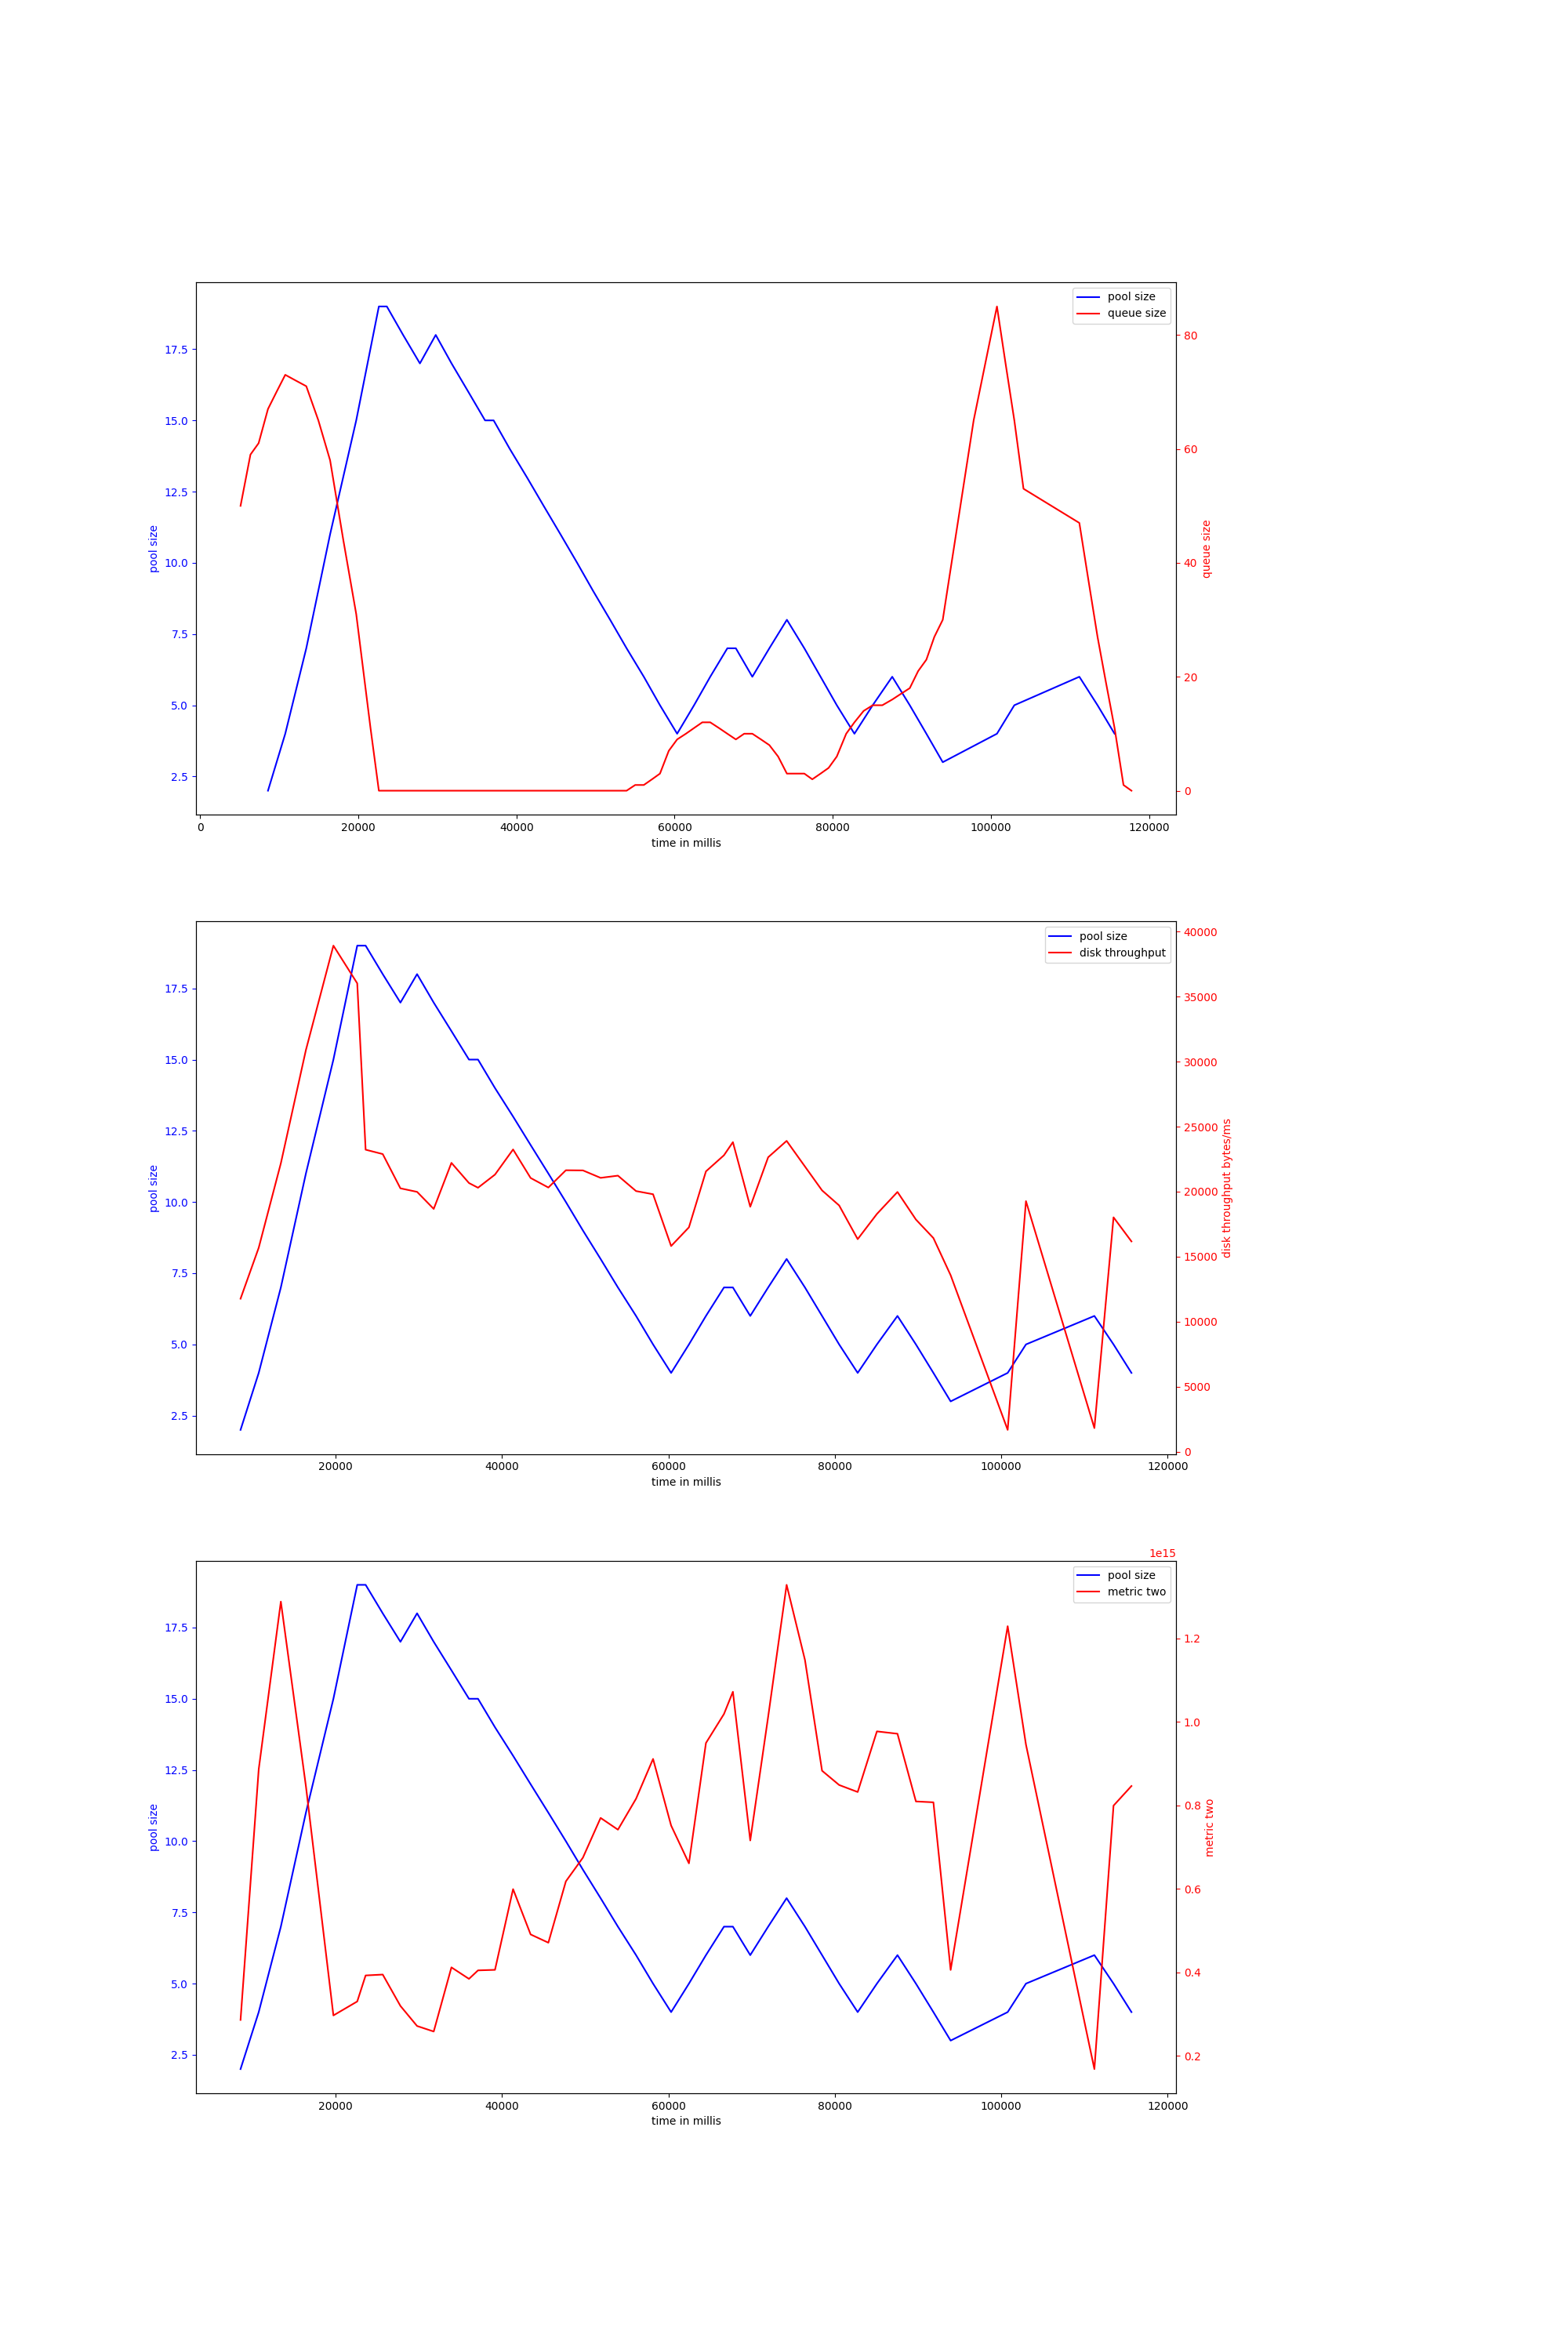 pool size
queue size
17.5
15.0
12.5
10.0
7.5
5.0
2.5
pool size
80
60
40
20
0
queue size
0 20000 40000 60000 80000 100000 120000
time in millis
pool size
disk throughput
17.5
15.0
12.5
10.0
7.5
5.0
2.5
pool size
40000
35000
30000
25000
20000
15000
10000
5000
0
disk throughput bytes/ms
20000 40000 60000 80000 100000 120000
time in millis
1e15
pool size
metric two
17.5
15.0
12.5
10.0
7.5
5.0
2.5
pool size
1.2
1.0
0.8
0.6
0.4
0.2
metric two
20000 40000 60000 80000 100000 120000
time in millis